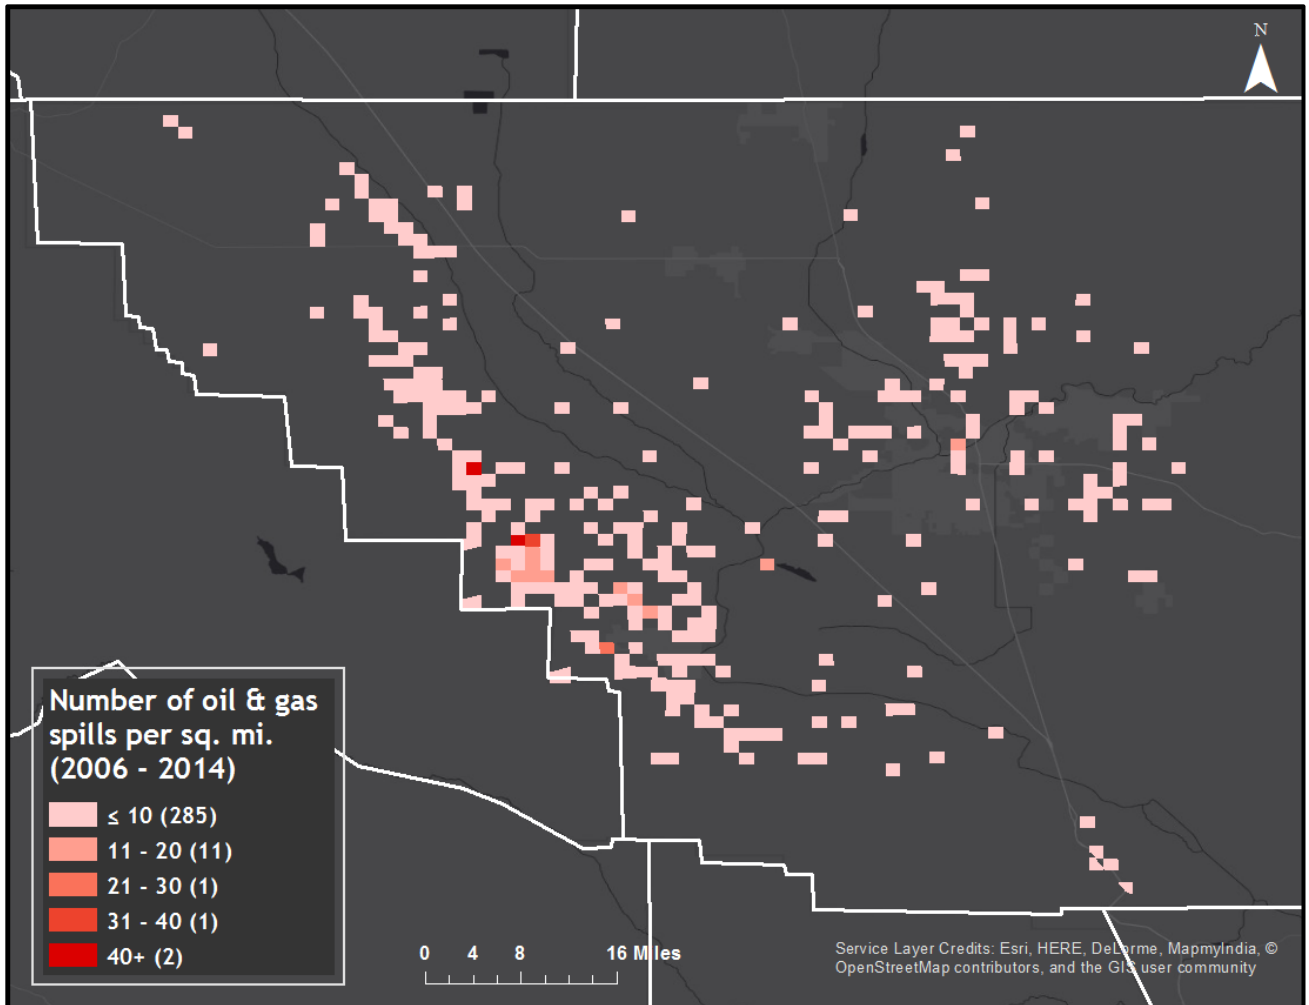 N
Number of oil & gas
spills per sq. mi.
(2006 - 2014)
≤ 10 (285)
11 - 20 (11)
21 - 30 (1)
31 - 40 (1)
40+ (2)
0 4 8 16 Miles
Service Layer Credits: Esri, HERE, DeLorme, MapmyIndia, ©
OpenStreetMap contributors, and the GIS user community